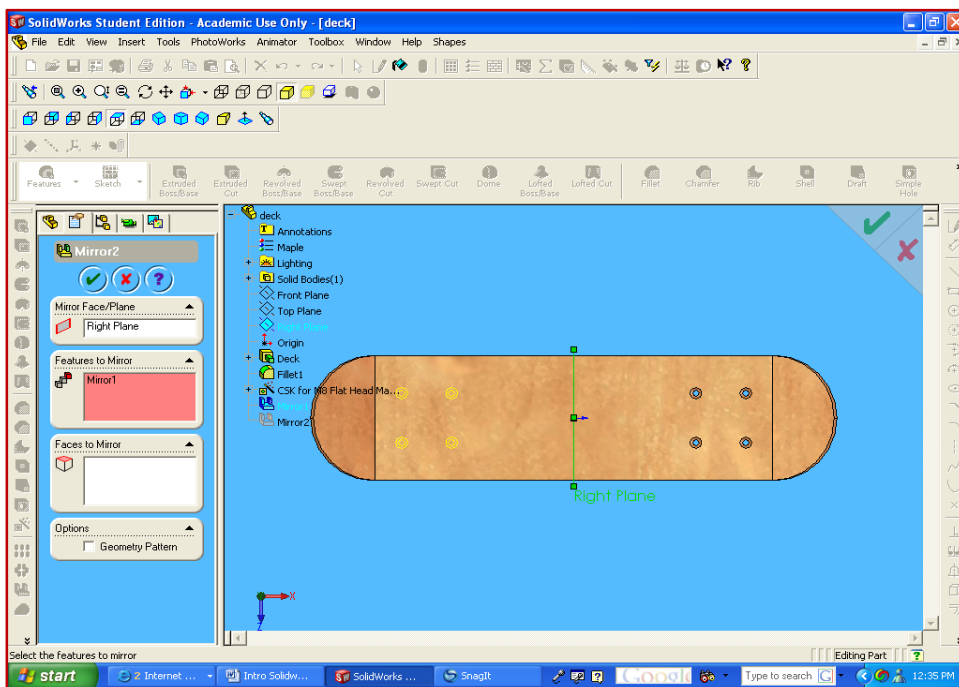 SolidWorks Student Edition - Academic Use Only - [deck]
File Edit View Insert Tools PhotoWorks Animator Toolbox Window Help Shapes
Features Sketch Extruded Boss/Base Extruded Cut Revolved Boss/Base Swept Boss/Base Revolved Cut Swept Cut Dome Lofted Boss/Base Lofted Cut Fillet Chamfer Rib Shell Draft Simple Hole
Mirror2
Mirror Face/Plane
Right Plane
Features to Mirror
Mirror1
Faces to Mirror
Options
Geometry Pattern
deck
Annotations
Maple
Lighting
Solid Bodies(1)
Front Plane
Top Plane
Right Plane
Origin
Deck
Fillet1
CSK for M8 Flat Head Ma...
Mirror1
Mirror2
Right Plane
X
Z
Select the features to mirror
Editing Part
start
2 Internet ...
Intro Solidw...
SolidWorks ...
SnagIt
Google
Type to search
12:35 PM